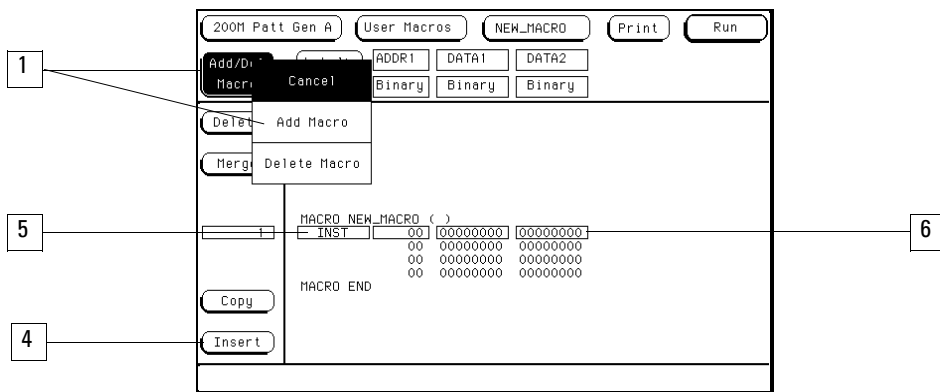 200M Patt Gen A User Macros NEW_MACRO Print Run
1
Add/D
Macr
Cancel
Add Macro
Delete Macro
ADDR1 DATA1 DATA2
Binary Binary Binary
Delet
Merg
MACRO NEW_MACRO ( )
5 1 INST 00 00000000 00000000 6
00 00000000 00000000
00 00000000 00000000
00 00000000 00000000
MACRO END
Copy
4 Insert